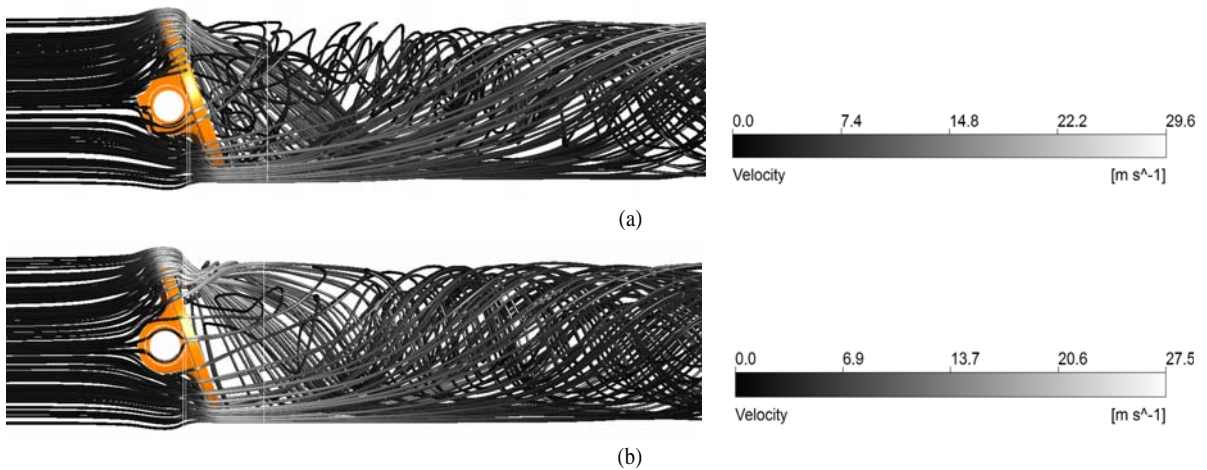 0.0 7.4 14.8 22.2 29.6
Velocity [m s^-1]
(a)
0.0 6.9 13.7 20.6 27.5
Velocity [m s^-1]
(b)